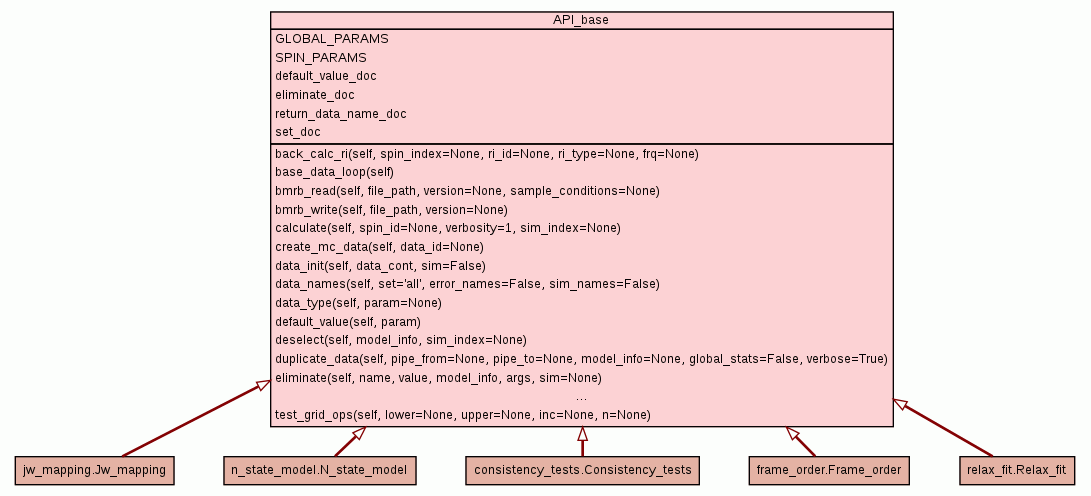 API_base
GLOBAL_PARAMS
SPIN_PARAMS
default_value_doc
eliminate_doc
return_data_name_doc
set_doc
back_calc_ri(self, spin_index=None, ri_id=None, ri_type=None, frq=None)
base_data_loop(self)
bmrb_read(self, file_path, version=None, sample_conditions=None)
bmrb_write(self, file_path, version=None)
calculate(self, spin_id=None, verbosity=1, sim_index=None)
create_mc_data(self, data_id=None)
data_init(self, data_cont, sim=False)
data_names(self, set='all', error_names=False, sim_names=False)
data_type(self, param=None)
default_value(self, param)
deselect(self, model_info, sim_index=None)
duplicate_data(self, pipe_from=None, pipe_to=None, model_info=None, global_stats=False, verbose=True)
eliminate(self, name, value, model_info, args, sim=None)
...
test_grid_ops(self, lower=None, upper=None, inc=None, n=None)
jw_mapping.Jw_mapping
n_state_model.N_state_model
consistency_tests.Consistency_tests
frame_order.Frame_order
relax_fit.Relax_fit